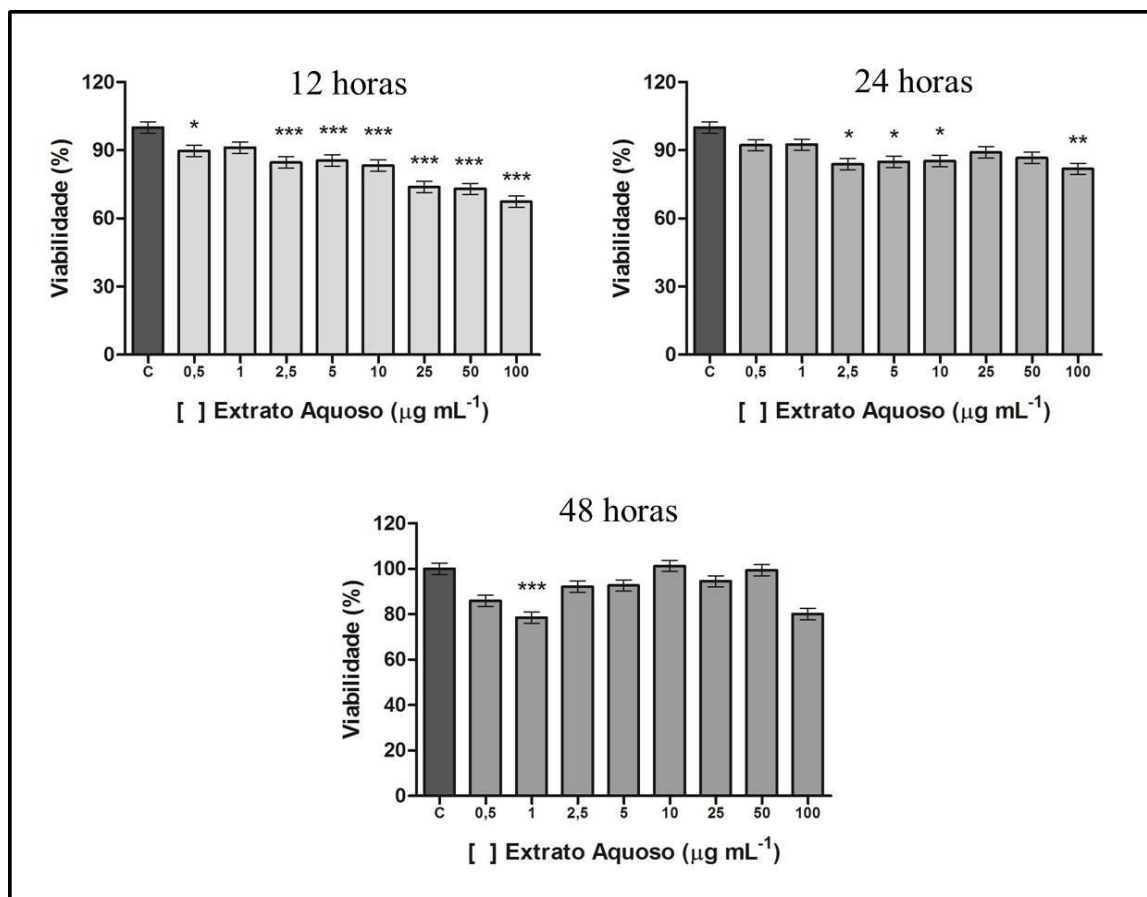 12 horas
Viabilidade (%)
120
90
60
30
0
* *** *** *** *** *** ***
C 0,5 1 2,5 5 10 25 50 100
[ ] Extrato Aquoso (μg mL⁻¹)
24 horas
Viabilidade (%)
120
90
60
30
0
* * * **
C 0,5 1 2,5 5 10 25 50 100
[ ] Extrato Aquoso (μg mL⁻¹)
48 horas
Viabilidade (%)
120
100
80
60
40
20
0
***
C 0,5 1 2,5 5 10 25 50 100
[ ] Extrato Aquoso (μg mL⁻¹)